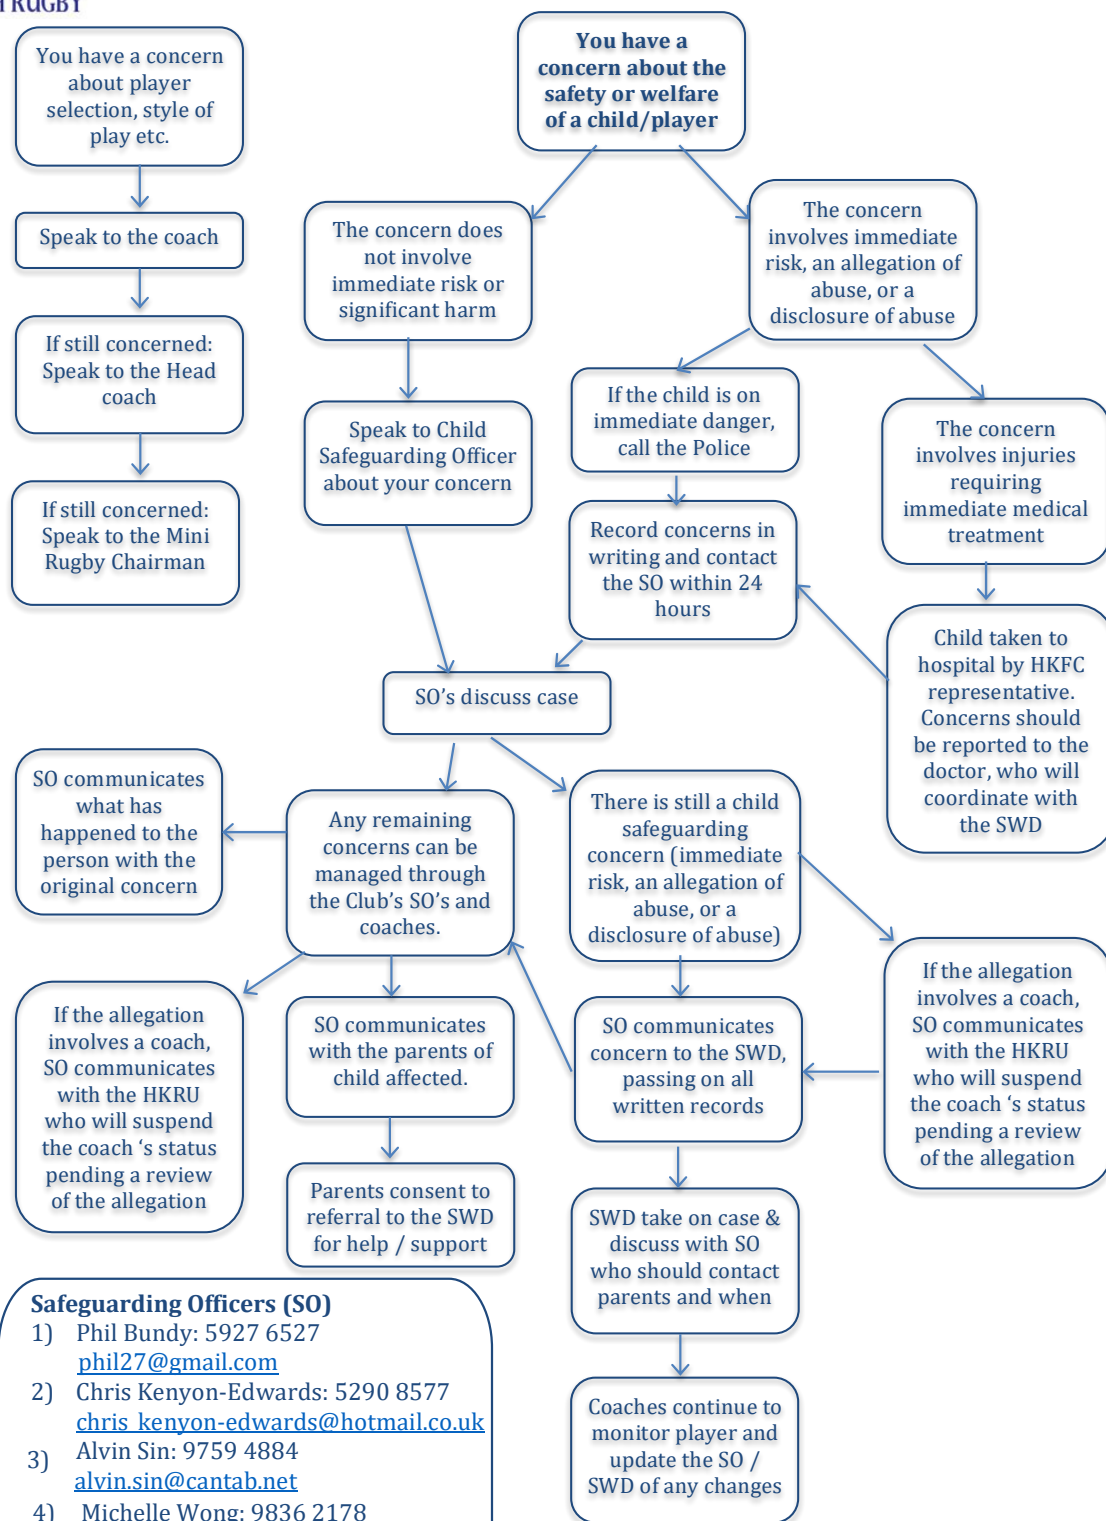 RUGBY
You have a concern
about player
selection, style of
play etc.
Speak to the coach
If still concerned:
Speak to the Head
coach
If still concerned:
Speak to the Mini
Rugby Chairman
You have a
concern about the
safety or welfare
of a child/player
The concern does
not involve
immediate risk or
significant harm
The concern
involves immediate
risk, an allegation of
abuse, or a
disclosure of abuse
Speak to Child
Safeguarding Officer
about your concern
If the child is on
immediate danger,
call the Police
The concern
involves injuries
requiring
immediate medical
treatment
Record concerns in
writing and contact
the SO within 24
hours
Child taken to
hospital by HKFC
representative.
Concerns should
be reported to the
doctor, who will
coordinate with
the SWD
SO's discuss case
SO communicates
what has
happened to the
person with the
original concern
Any remaining
concerns can be
managed through
the Club's SO's and
coaches.
There is still a child
safeguarding
concern (immediate
risk, an allegation of
abuse, or a
disclosure of abuse)
If the allegation
involves a coach,
SO communicates
with the HKRU
who will suspend
the coach ‘s status
pending a review
of the allegation
SO communicates
with the parents of
child affected.
SO communicates
concern to the SWD,
passing on all
written records
If the allegation
involves a coach,
SO communicates
with the HKRU
who will suspend
the coach ‘s status
pending a review
of the allegation
Parents consent to
referral to the SWD
for help / support
SWD take on case &
discuss with SO
who should contact
parents and when
Coaches continue to
monitor player and
update the SO /
SWD of any changes
Safeguarding Officers (SO)
1) Phil Bundy: 5927 6527
phil27@gmail.com
2) Chris Kenyon-Edwards: 5290 8577
chris_kenyon-edwards@hotmail.co.uk
3) Alvin Sin: 9759 4884
alvin.sin@cantab.net
4) Michelle Wong: 9836 2178